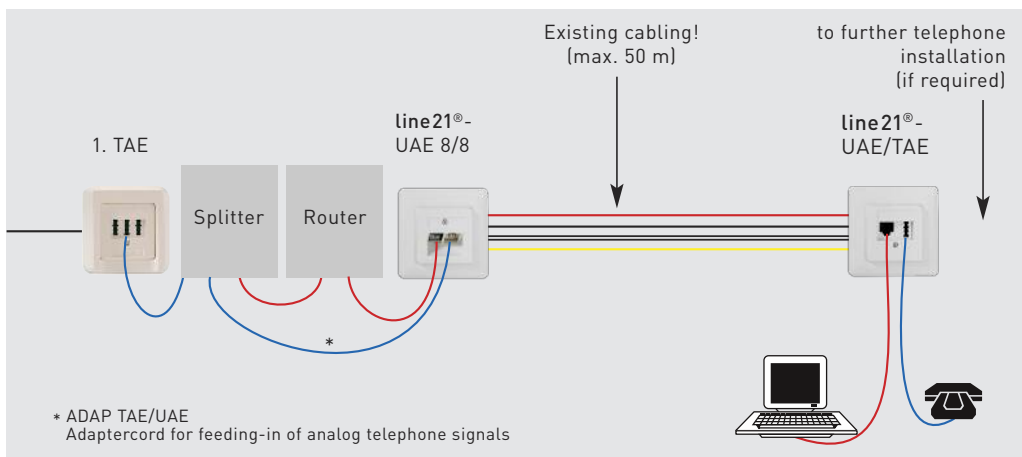 Existing cabling!
(max. 50 m)
to further telephone
installation
(if required)
1. TAE
line21®-
UAE 8/8
line21®-
UAE/TAE
Splitter
Router
*
* ADAP TAE/UAE
Adaptercord for feeding-in of analog telephone signals